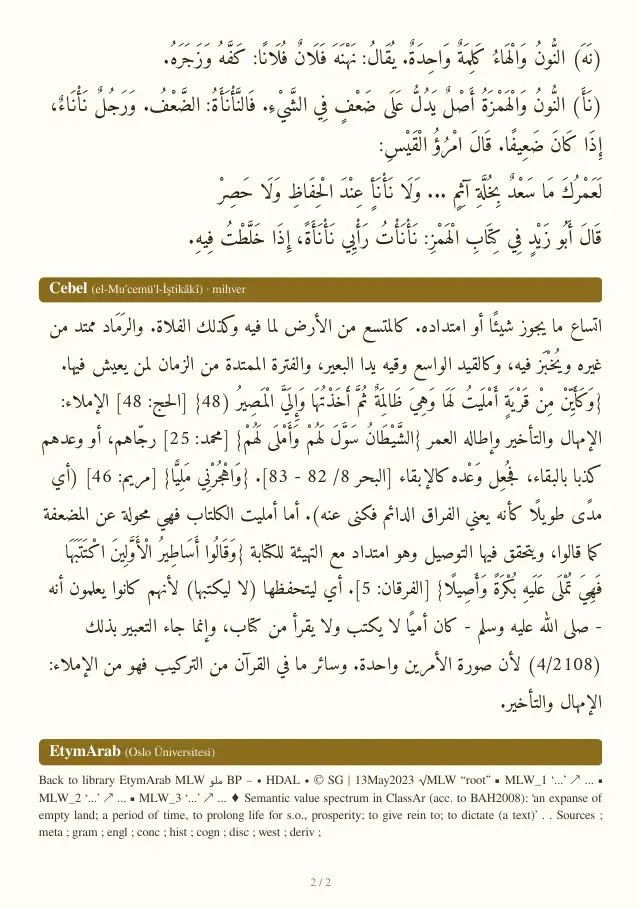 (نَهَ) النُّونُ وَالْهَاءُ كَلِمَةٌ وَاحِدَةٌ. يُقَالُ: نَهْنَهَ فَلَانٌ فُلَانًا: كَفَّهُ وَزَجَرَهُ.
(نَأَ) النُّونُ وَالْهَمْزَةُ أَصْلٌ يَدُلُّ عَلَى ضَعْفٍ فِي الشَّيْءِ. فَالنَّأْنَأَةُ: الضَّعْفُ. وَرَجُلٌ نَأْنَاءٌ،
إِذَا كَانَ ضَعِيفًا. قَالَ امْرُؤُ الْقَيْسِ:
لَعَمْرُكَ مَا سَعْدٌ بِخُلَّةِ آثِمٍ ... وَلَا نَأْنَأٍ عِنْدَ الْحِفَاظِ وَلَا حَصِرْ
قَالَ أَبُو زَيْدٍ فِي كِتَابِ الْهَمْزِ: نَأْنَأْتُ رَأْيِي نَأْنَأَةً، إِذَا خَلَّطْتُ فِيهِ.
Cebel (el-Mu'cemü'l-İştikâkî) · mihver
اتساع ما يجوز شيئًا أو امتداده. كالمتسع من الأرض لما فيه وكذلك الفلاة. والرَمَاد ممتد من
غيره ويُخْبَز فيه، وكالقيد الواسع وقيه يدا البعير، والفترة الممتدة من الزمان لمن يعيش فيها.
{وَكَأَيِّنْ مِنْ قَرْيَةٍ أَمْلَيْتُ لَهَا وَهِيَ ظَالِمَةٌ ثُمَّ أَخَذْتُهَا وَإِلَيَّ الْمَصِيرُ (48} [الحج: 48] الإملاء:
الإمهال والتأخير وإطاله العمر {الشَّيْطَانُ سَوَّلَ لَهُمْ وَأَمْلَى لَهُمْ} [محمد: 25] رجّاهم، أو وعدهم
كذبا بالبقاء، فجُعِل وَعْده كالإبقاء [البحر 8/ 82 - 83]. {وَاهْجُرْنِي مَلِيًّا} [مريم: 46] (أي
مدًى طويلًا كأنه يعني الفراق الدائم فكنى عنه). أما أمليت الكلتاب فهي محولة عن المضعفة
كما قالوا، ويتحقق فيها التوصيل وهو امتداد مع التهيئة للكتابة {وَقَالُوا أَسَاطِيرُ الْأَوَّلِينَ اكْتَتَبَهَا
فَهِيَ تُمْلَى عَلَيْهِ بُكْرَةً وَأَصِيلًا} [الفرقان: 5]. أي ليتحفظها (لا ليكتبها) لأنهم كانوا يعلمون أنه
- صلى الله عليه وسلم - كان أميًا لا يكتب ولا يقرأ من كتاب، وإنما جاء التعبير بذلك
(4/2108) لأن صورة الأمرين واحدة. وسائر ما في القرآن من التركيب فهو من الإملاء:
الإمهال والتأخير.
EtymArab (Oslo Üniversitesi)
Back to library EtymArab MLW ملو BP – • HDAL • © SG | 13May2023 √MLW “root” ▪ MLW_1 ‘...’ ↗ ... ▪
MLW_2 ‘...’ ↗ ... ▪ MLW_3 ‘...’ ↗ ... ♦ Semantic value spectrum in ClassAr (acc. to BAH2008): ‘an expanse of
empty land; a period of time, to prolong life for s.o., prosperity; to give rein to; to dictate (a text)’ . . Sources ;
meta ; gram ; engl ; conc ; hist ; cogn ; disc ; west ; deriv ;
2 / 2